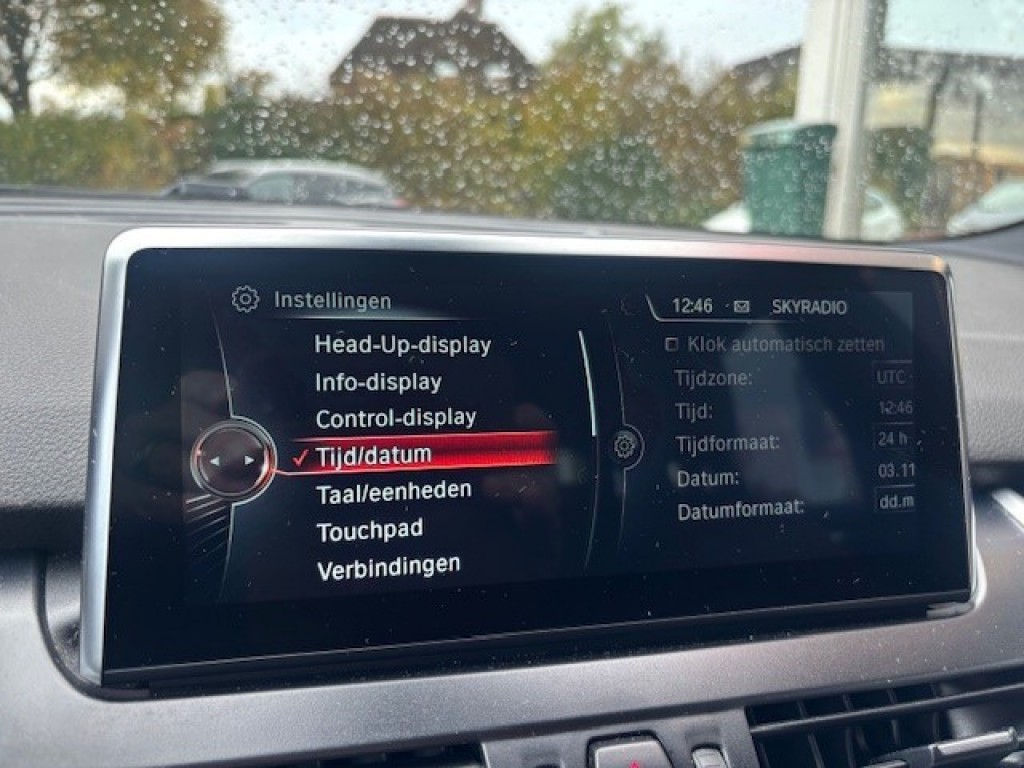 Instellingen
Head-Up-display
Info-display
Control-display
Tijd/datum
Taal/eenheden
Touchpad
Verbindingen
12:46 SKYRADIO
Klok automatisch zetten
Tijdzone: UTC
Tijd: 12:46
Tijdformaat: 24 h
Datum: 03.11
Datumformaat: dd.m